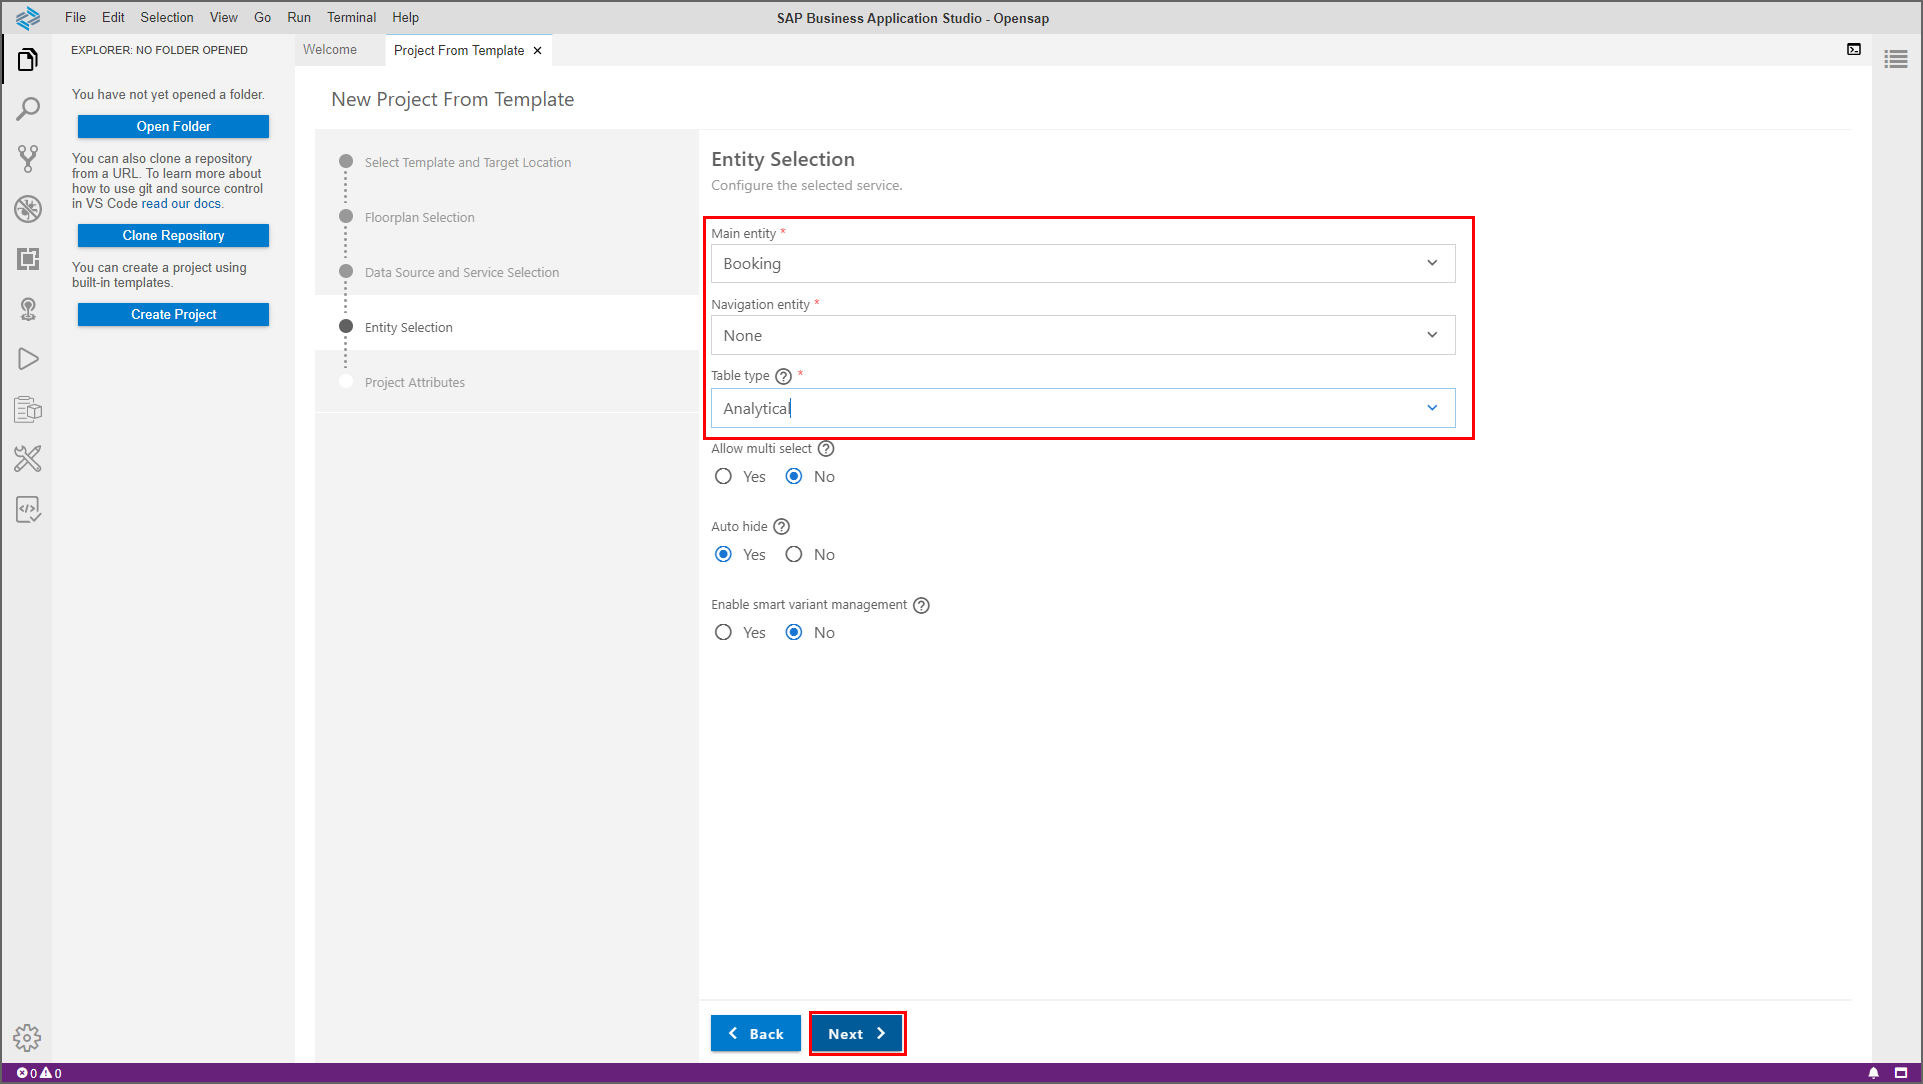 File Edit Selection View Go Run Terminal Help
SAP Business Application Studio - Opensap
EXPLORER: NO FOLDER OPENED
You have not yet opened a folder.
Open Folder
You can also clone a repository
from a URL. To learn more about
how to use git and source control
in VS Code read our docs.
Clone Repository
You can create a project using
built-in templates.
Create Project
Welcome
Project From Template
New Project From Template
Select Template and Target Location
Floorplan Selection
Data Source and Service Selection
Entity Selection
Project Attributes
Entity Selection
Configure the selected service.
Main entity *
Booking
Navigation entity *
None
Table type ? *
Analytical
Allow multi select ?
Yes No
Auto hide ?
Yes No
Enable smart variant management ?
Yes No
Back
Next
0 0